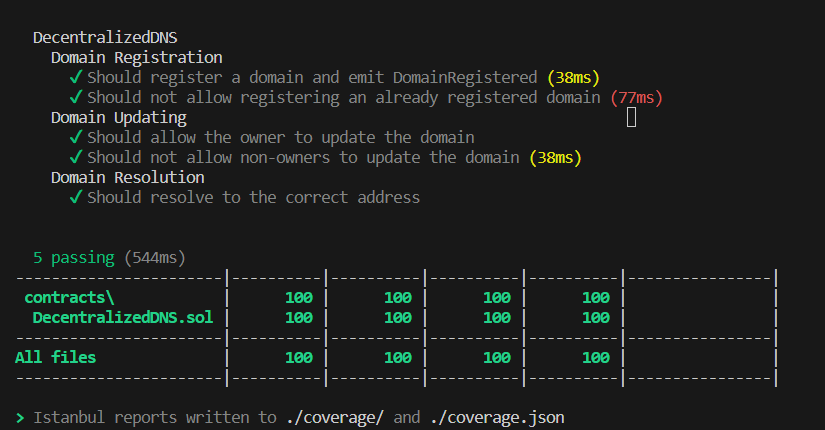 DecentralizedDNS
Domain Registration
✓ Should register a domain and emit DomainRegistered (38ms)
✓ Should not allow registering an already registered domain (77ms)
Domain Updating
✓ Should allow the owner to update the domain
✓ Should not allow non-owners to update the domain (38ms)
Domain Resolution
✓ Should resolve to the correct address
5 passing (544ms)
-----------------------|----------|----------|----------|----------|----------------|
contracts\ | 100 | 100 | 100 | 100 | |
DecentralizedDNS.sol | 100 | 100 | 100 | 100 | |
-----------------------|----------|----------|----------|----------|----------------|
All files | 100 | 100 | 100 | 100 | |
-----------------------|----------|----------|----------|----------|----------------|
> Istanbul reports written to ./coverage/ and ./coverage.json